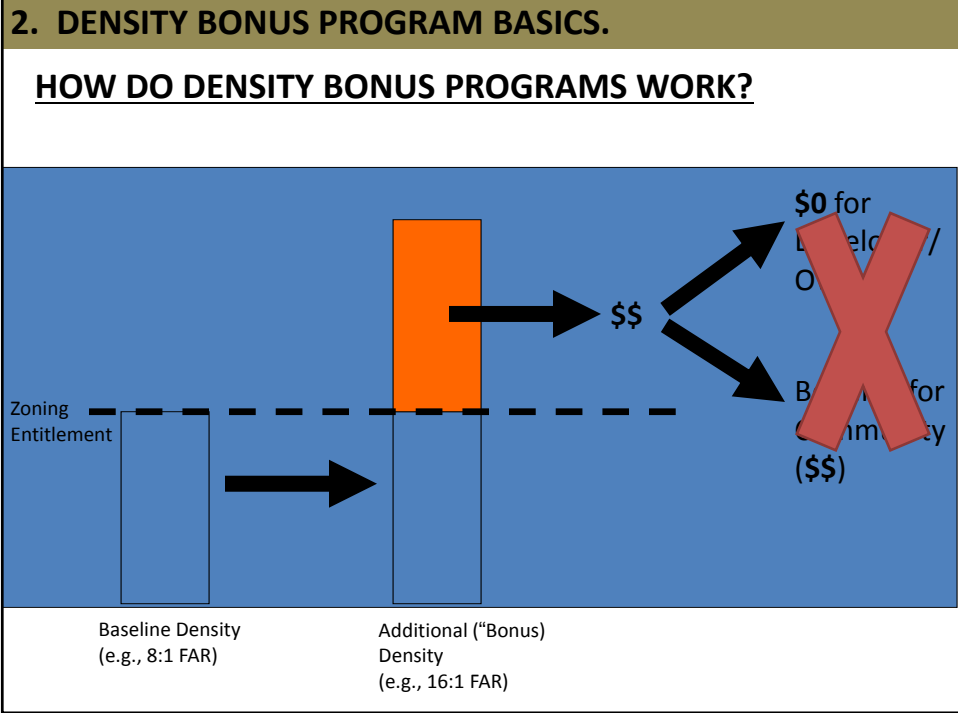 2. DENSITY BONUS PROGRAM BASICS.
HOW DO DENSITY BONUS PROGRAMS WORK?
$0 for
$$
for
($$)
Zoning
Entitlement
Baseline Density
(e.g., 8:1 FAR)
Additional (“Bonus)
Density
(e.g., 16:1 FAR)